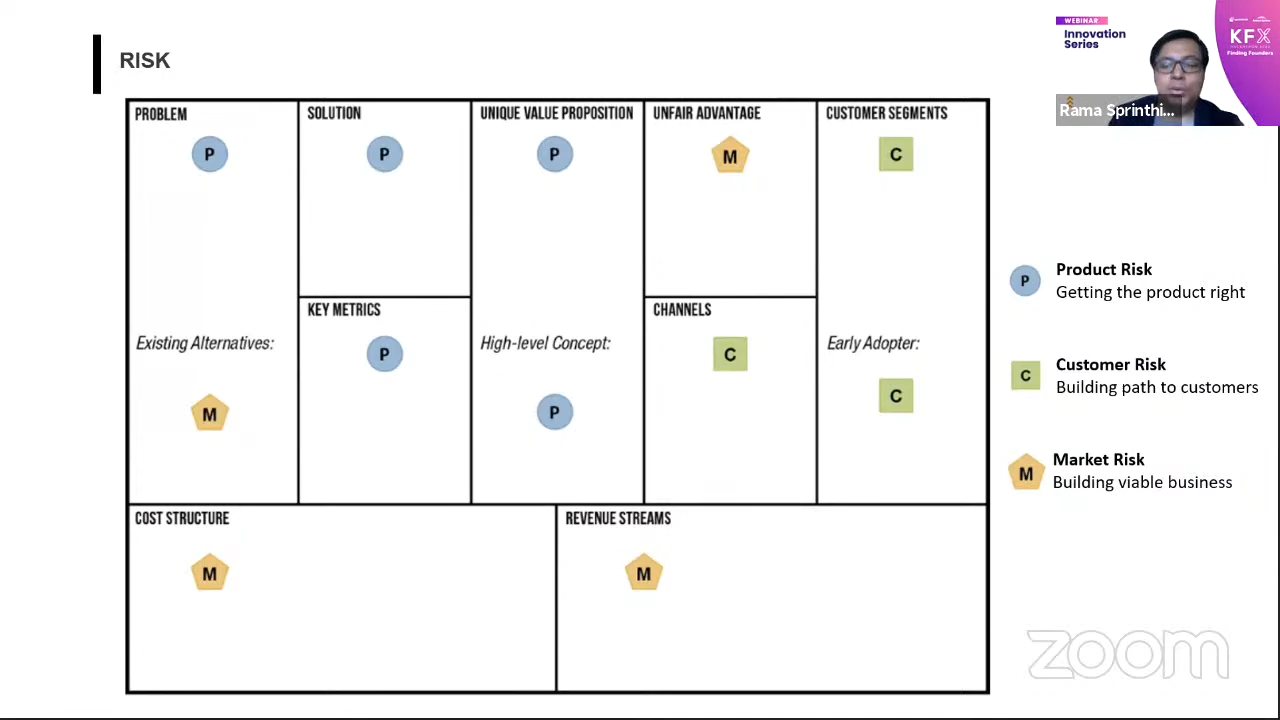 RISK
WEBINAR
Innovation
Series
KFX
Finding Founders
Rama Sprinthi...
PROBLEM
P
Existing Alternatives:
M
SOLUTION
P
KEY METRICS
P
UNIQUE VALUE PROPOSITION
P
High-level Concept:
P
UNFAIR ADVANTAGE
M
CHANNELS
C
CUSTOMER SEGMENTS
C
Early Adopter:
C
COST STRUCTURE
M
REVENUE STREAMS
M
P
Product Risk
Getting the product right
C
Customer Risk
Building path to customers
M
Market Risk
Building viable business
zoom